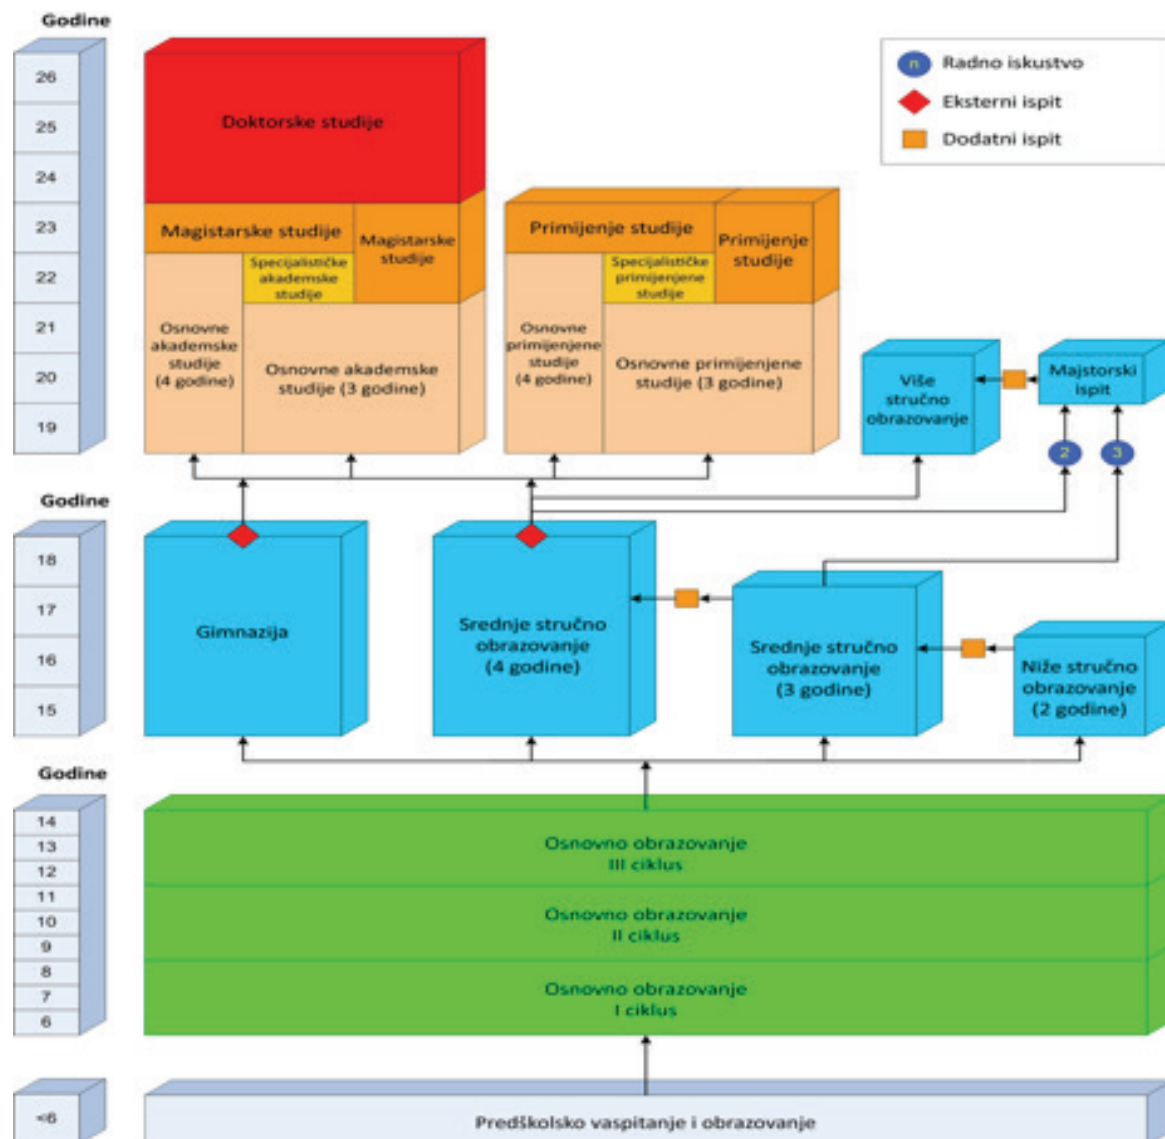 Godine
26
25
24
23
22
21
20
19
n Radno iskustvo
Eksterni ispit
Dodatni ispit
Doktorske studije
Magistarske studije
Magistarske
studije
Specijalističke
akademske
studije
Osnovne
akademske
studije
(4 godine)
Osnovne akademske
studije (3 godine)
Primijenje studije
Primijenje
studije
Specijalističke
primijenjene
studije
Osnovne
primijenjene
studije
(4 godine)
Osnovne primijenjene
studije (3 godine)
Više
stručno
obrazovanje
Majstorski
ispit
2
3
Godine
18
17
16
15
Gimnazija
Srednje stručno
obrazovanje
(4 godine)
Srednje stručno
obrazovanje
(3 godine)
Niže stručno
obrazovanje
(2 godine)
Godine
14
13
12
11
10
9
8
7
6
Osnovno obrazovanje
III ciklus
Osnovno obrazovanje
II ciklus
Osnovno obrazovanje
I ciklus
<6
Predškolsko vaspitanje i obrazovanje